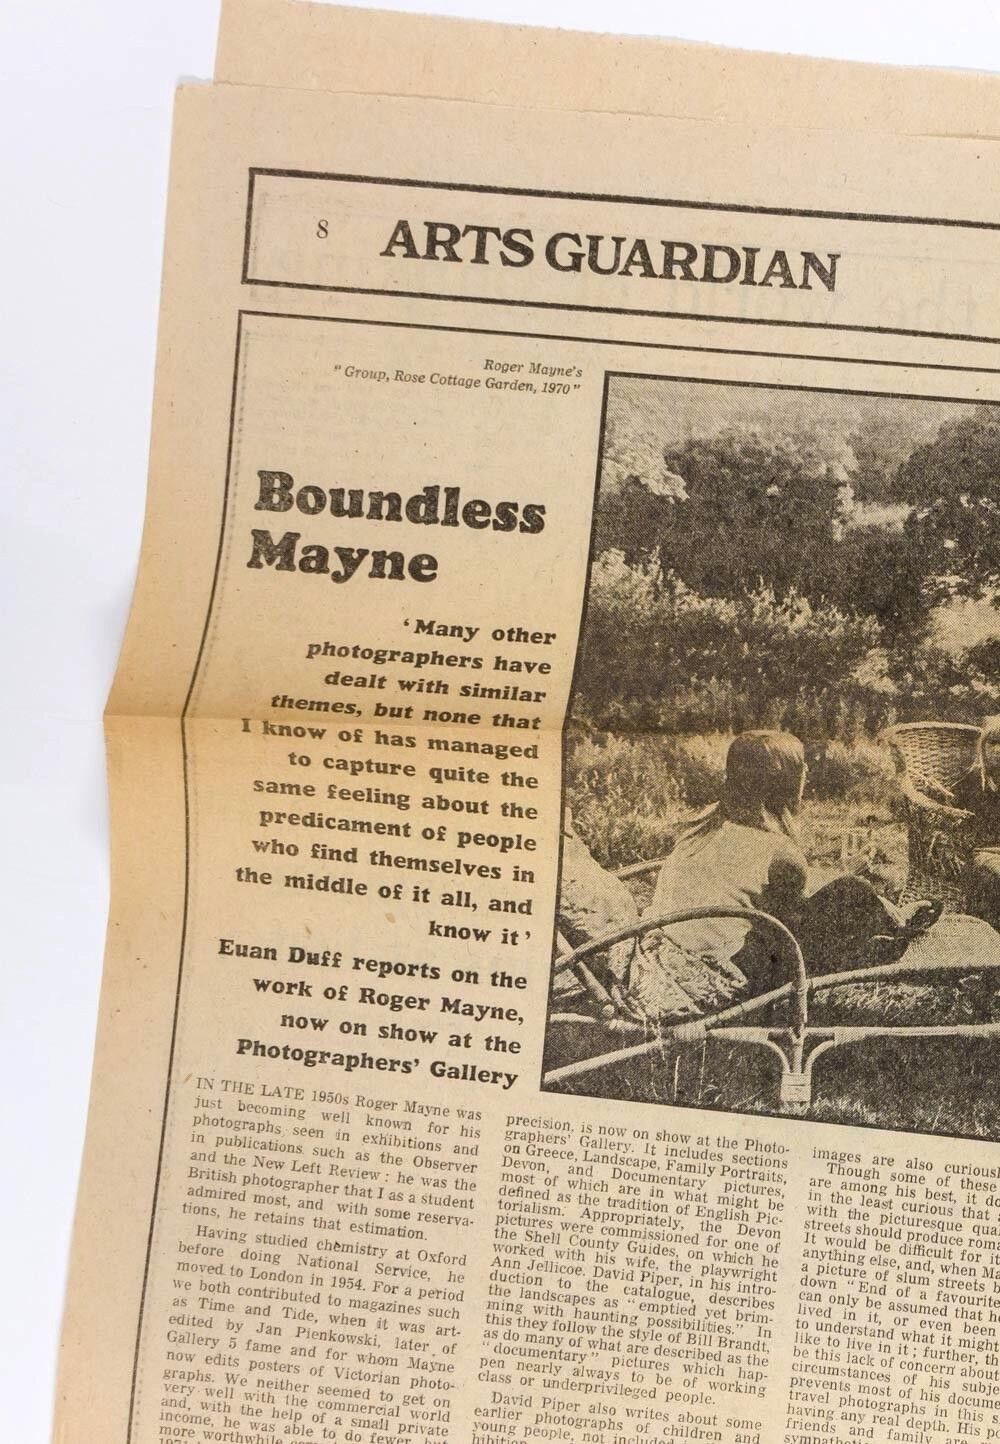 8
ARTS GUARDIAN
Roger Mayne's
"Group, Rose Cottage Garden, 1970"
Boundless
Mayne
'Many other
photographers have
dealt with similar
themes, but none that
I know of has managed
to capture quite the
same feeling about the
predicament of people
who find themselves in
the middle of it all, and
know it'
Euan Duff reports on the
work of Roger Mayne,
now on show at the
Photographers' Gallery
IN THE LATE 1950s Roger Mayne was
just becoming well known for his
photographs seen in exhibitions and
in publications such as the Observer
and the New Left Review: he was the
British photographer that I as a student
admired most, and with some reserva-
tions, he retains that estimation.
Having studied chemistry at Oxford
before doing National Service, he
moved to London in 1954. For a period
we both contributed to magazines such
as Time and Tide, when it was art-
edited by Jan Pienkowski, later of
Gallery 5 fame and for whom Mayne
now edits posters of Victorian photo-
graphs. We neither seemed to get on
very well with the commercial world
and, with the help of a small private
income, he was able to do fewer, but
more worthwhile
precision, is now on show at the Photo-
graphers' Gallery. It includes sections
on Greece, Landscape, Family Portraits,
Devon, and Documentary pictures,
most of which are in what might be
defined as the tradition of English Pic-
torialism. Appropriately, the Devon
pictures were commissioned for one of
the Shell County Guides, on which he
worked with his wife, the playwright
Ann Jellicoe. David Piper, in his intro-
duction to the catalogue, describes
the landscapes as "emptied yet brim-
ming with haunting possibilities." In
this they follow the style of Bill Brandt,
as do many of what are described as the
"documentary" pictures which hap-
pen nearly always to be of working
class or underprivileged people.
David Piper also writes about some
earlier photographs of children and
young people, not included
images are also curiousl
Though some of these
are among his best, it do
in the least curious that
with the picturesque qua
streets should produce roma
It would be difficult for it
anything else, and, when Ma
a picture of slum streets b
down "End of a favourite
can only be assumed that he
lived in it, or even been
to understand what it might
like to live in it; further, th
be this lack of concern about
circumstances of his subje
prevents most of his docume
travel photographs in this s
having any real depth. His po
friends and family are